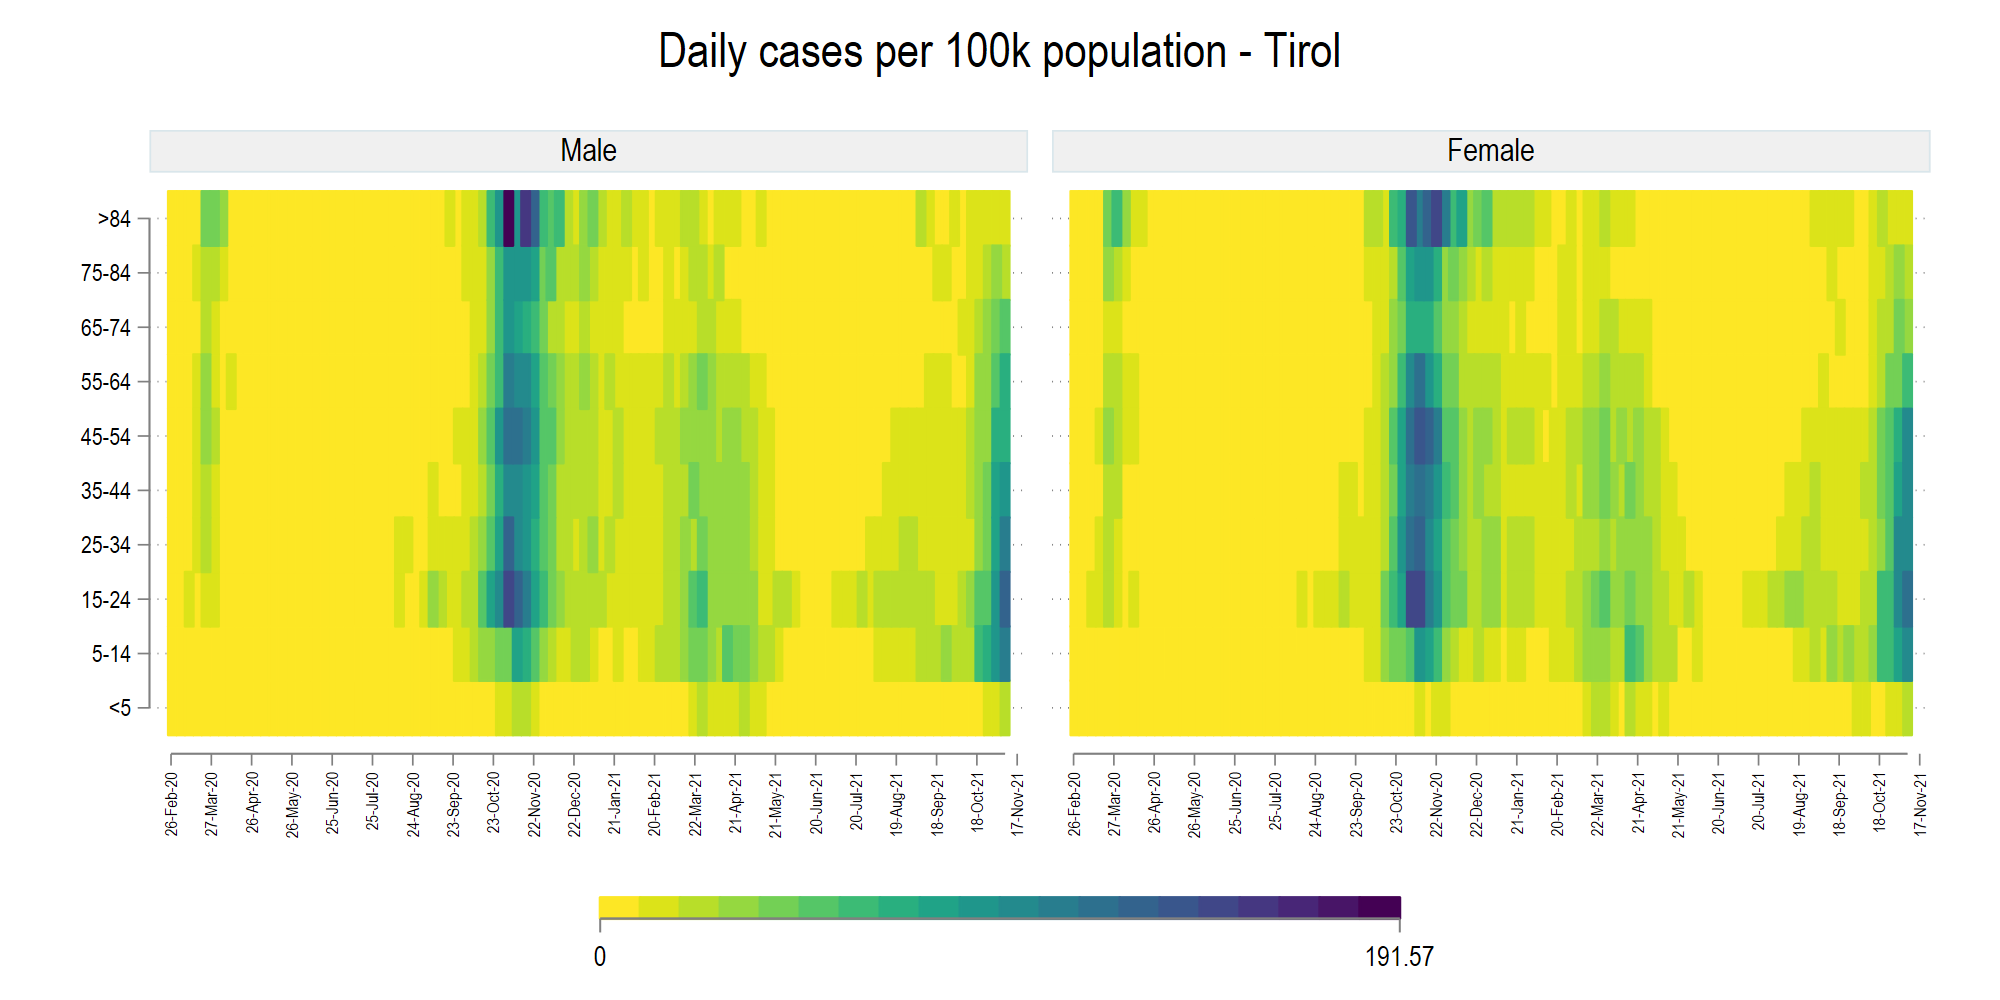 Daily cases per 100k population - Tirol
Male
Female
>84
75-84
65-74
55-64
45-54
35-44
25-34
15-24
5-14
<5
26-Feb-20
27-Mar-20
26-Apr-20
26-May-20
25-Jun-20
25-Jul-20
24-Aug-20
23-Sep-20
23-Oct-20
22-Nov-20
22-Dec-20
21-Jan-21
20-Feb-21
22-Mar-21
21-Apr-21
21-May-21
20-Jun-21
20-Jul-21
19-Aug-21
18-Sep-21
18-Oct-21
17-Nov-21
26-Feb-20
27-Mar-20
26-Apr-20
26-May-20
25-Jun-20
25-Jul-20
24-Aug-20
23-Sep-20
23-Oct-20
22-Nov-20
22-Dec-20
21-Jan-21
20-Feb-21
22-Mar-21
21-Apr-21
21-May-21
20-Jun-21
20-Jul-21
19-Aug-21
18-Sep-21
18-Oct-21
17-Nov-21
0
191.57